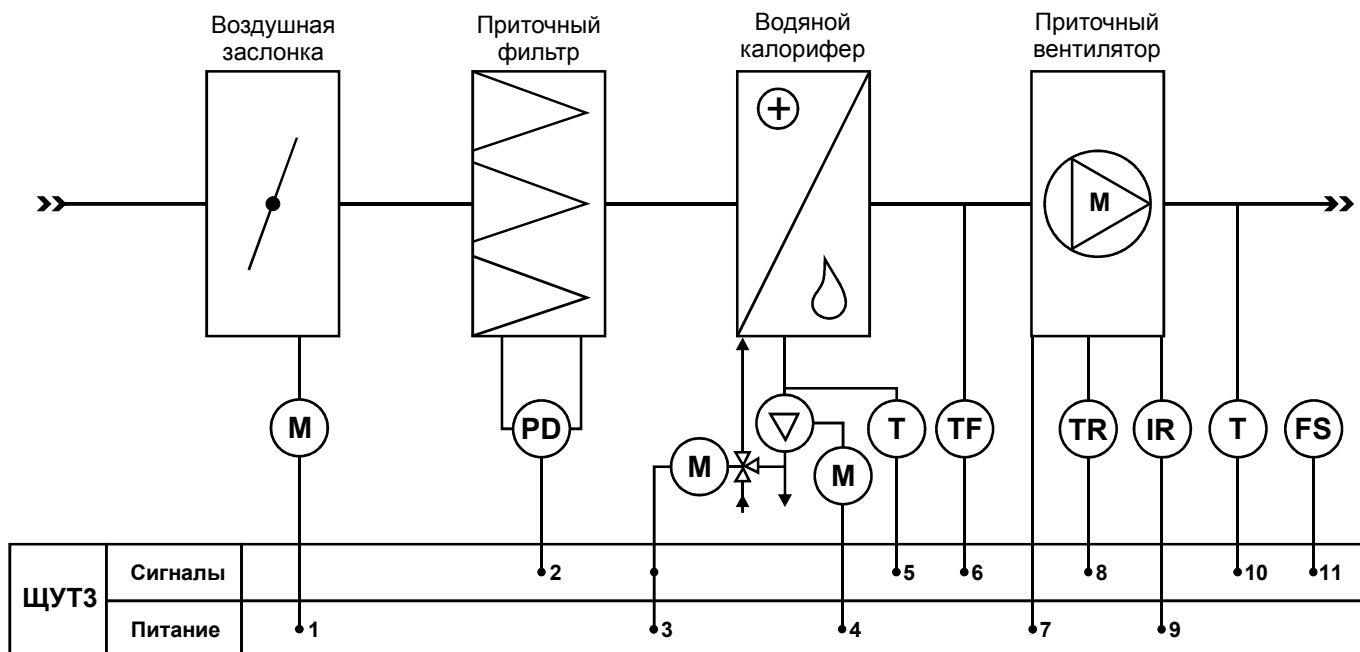 Воздушная
заслонка
Приточный
фильтр
Водяной
калорифер
Приточный
вентилятор
M
M
PD
T
TF
TR
IR
T
FS
M
M
ЩУТ3
Сигналы
2
5
6
8
10
11
Питание
1
3
4
7
9